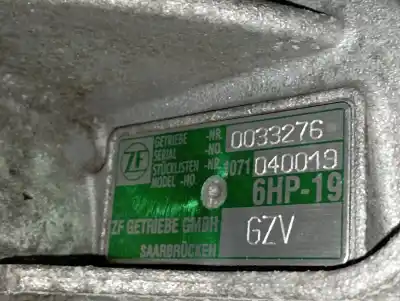 ZF
GETRIEBE -NR. 0033276
SERIAL -NO.
STÜCKLISTEN -NR. 1071 040019
MODEL -NO.
6HP-19
ZF GETRIEBE GMBH GZV
SAARBRÜCKEN